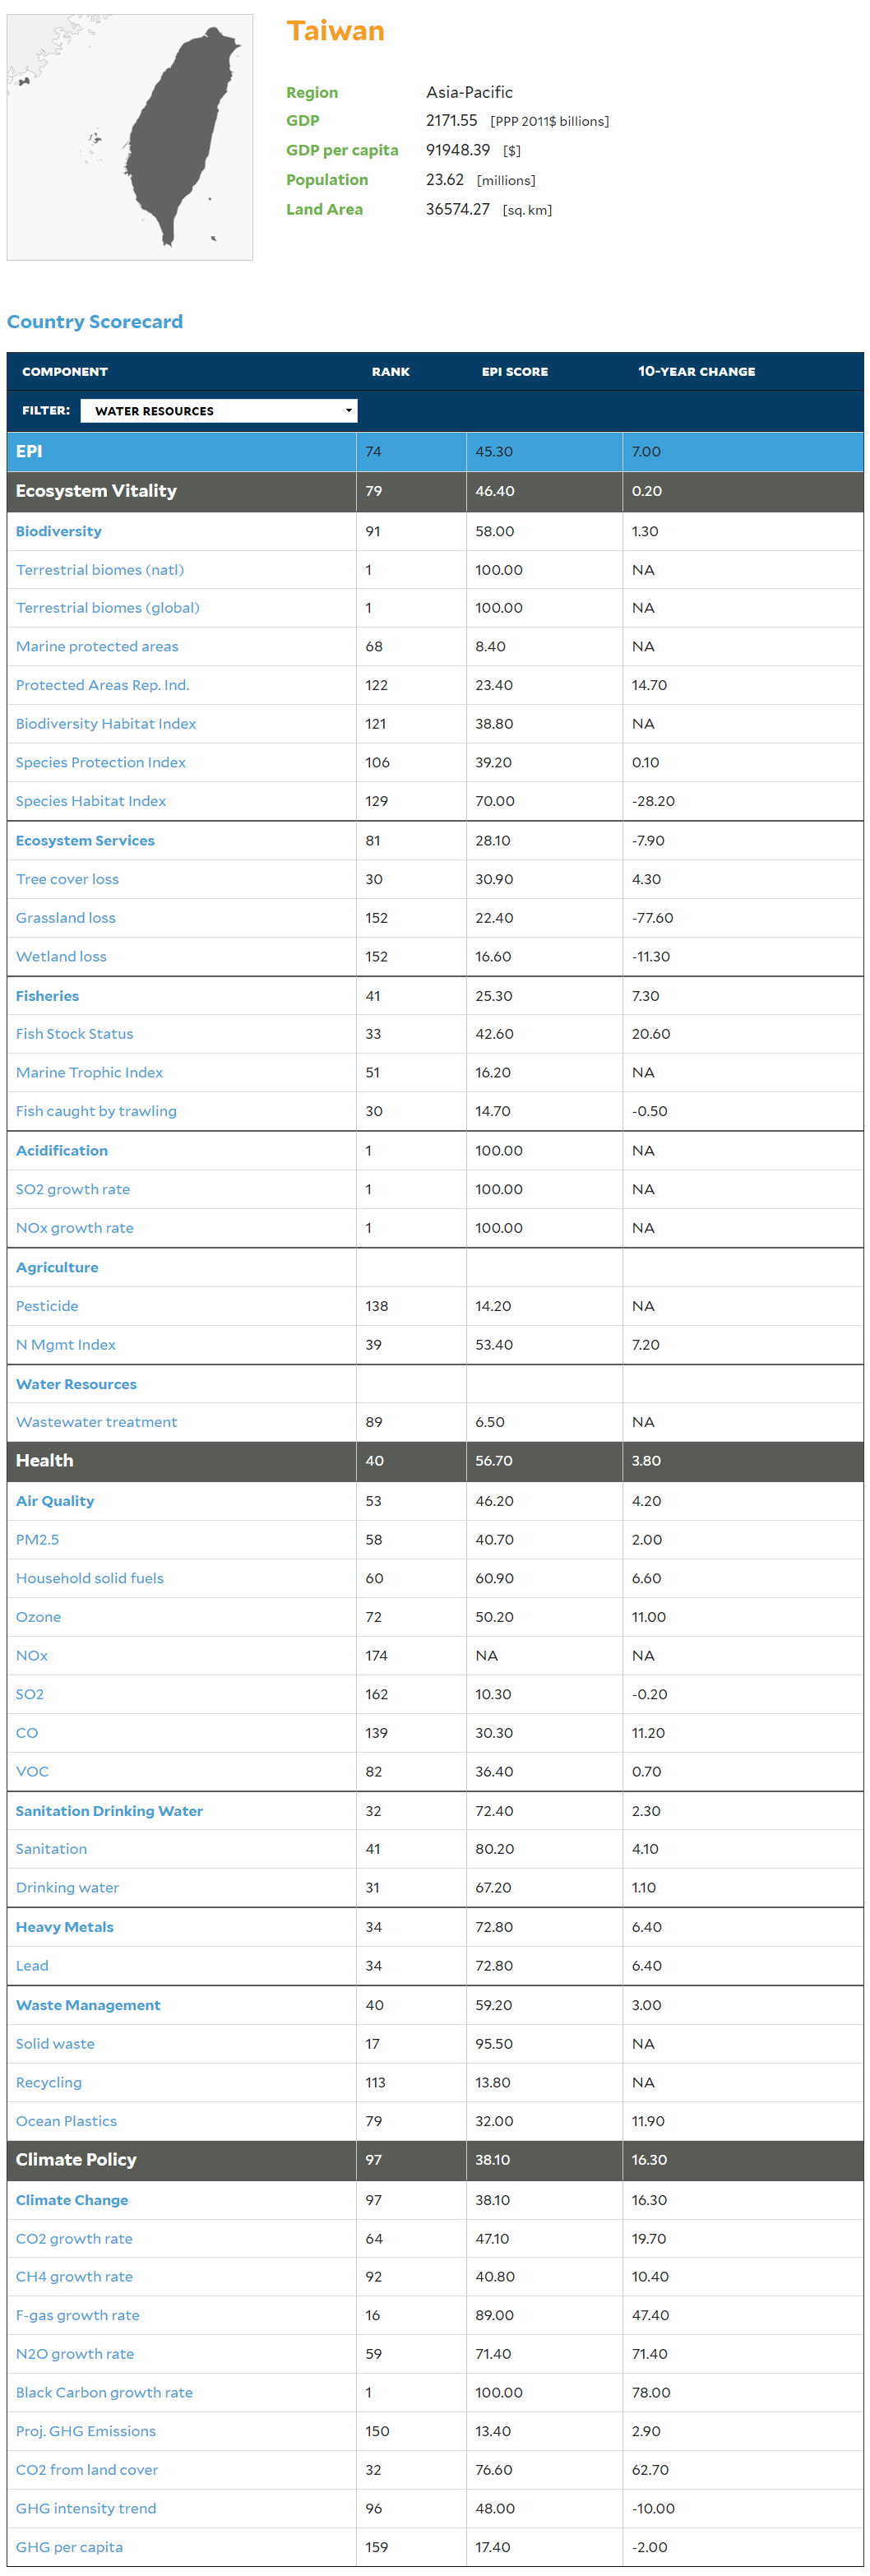 Taiwan
Region Asia-Pacific
GDP 2171.55 [PPP 2011$ billions]
GDP per capita 91948.39 [$]
Population 23.62 [millions]
Land Area 36574.27 [sq. km]
Country Scorecard
COMPONENT RANK EPI SCORE 10-YEAR CHANGE
FILTER: WATER RESOURCES
EPI 74 45.30 7.00
Ecosystem Vitality 79 46.40 0.20
Biodiversity 91 58.00 1.30
Terrestrial biomes (natl) 1 100.00 NA
Terrestrial biomes (global) 1 100.00 NA
Marine protected areas 68 8.40 NA
Protected Areas Rep. Ind. 122 23.40 14.70
Biodiversity Habitat Index 121 38.80 NA
Species Protection Index 106 39.20 0.10
Species Habitat Index 129 70.00 -28.20
Ecosystem Services 81 28.10 -7.90
Tree cover loss 30 30.90 4.30
Grassland loss 152 22.40 -77.60
Wetland loss 152 16.60 -11.30
Fisheries 41 25.30 7.30
Fish Stock Status 33 42.60 20.60
Marine Trophic Index 51 16.20 NA
Fish caught by trawling 30 14.70 -0.50
Acidification 1 100.00 NA
SO2 growth rate 1 100.00 NA
NOx growth rate 1 100.00 NA
Agriculture
Pesticide 138 14.20 NA
N Mgmt Index 39 53.40 7.20
Water Resources
Wastewater treatment 89 6.50 NA
Health 40 56.70 3.80
Air Quality 53 46.20 4.20
PM2.5 58 40.70 2.00
Household solid fuels 60 60.90 6.60
Ozone 72 50.20 11.00
NOx 174 NA NA
SO2 162 10.30 -0.20
CO 139 30.30 11.20
VOC 82 36.40 0.70
Sanitation Drinking Water 32 72.40 2.30
Sanitation 41 80.20 4.10
Drinking water 31 67.20 1.10
Heavy Metals 34 72.80 6.40
Lead 34 72.80 6.40
Waste Management 40 59.20 3.00
Solid waste 17 95.50 NA
Recycling 113 13.80 NA
Ocean Plastics 79 32.00 11.90
Climate Policy 97 38.10 16.30
Climate Change 97 38.10 16.30
CO2 growth rate 64 47.10 19.70
CH4 growth rate 92 40.80 10.40
F-gas growth rate 16 89.00 47.40
N2O growth rate 59 71.40 71.40
Black Carbon growth rate 1 100.00 78.00
Proj. GHG Emissions 150 13.40 2.90
CO2 from land cover 32 76.60 62.70
GHG intensity trend 96 48.00 -10.00
GHG per capita 159 17.40 -2.00